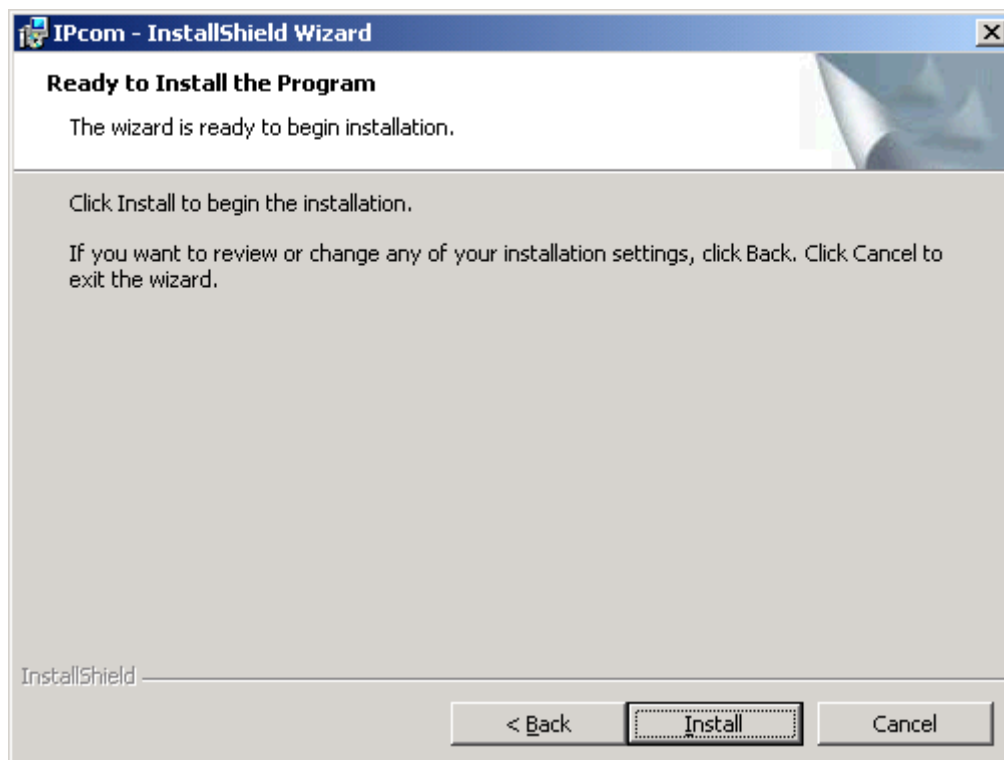 IPcom - InstallShield Wizard
Ready to Install the Program
The wizard is ready to begin installation.
Click Install to begin the installation.
If you want to review or change any of your installation settings, click Back. Click Cancel to
exit the wizard.
InstallShield
< Back Install Cancel